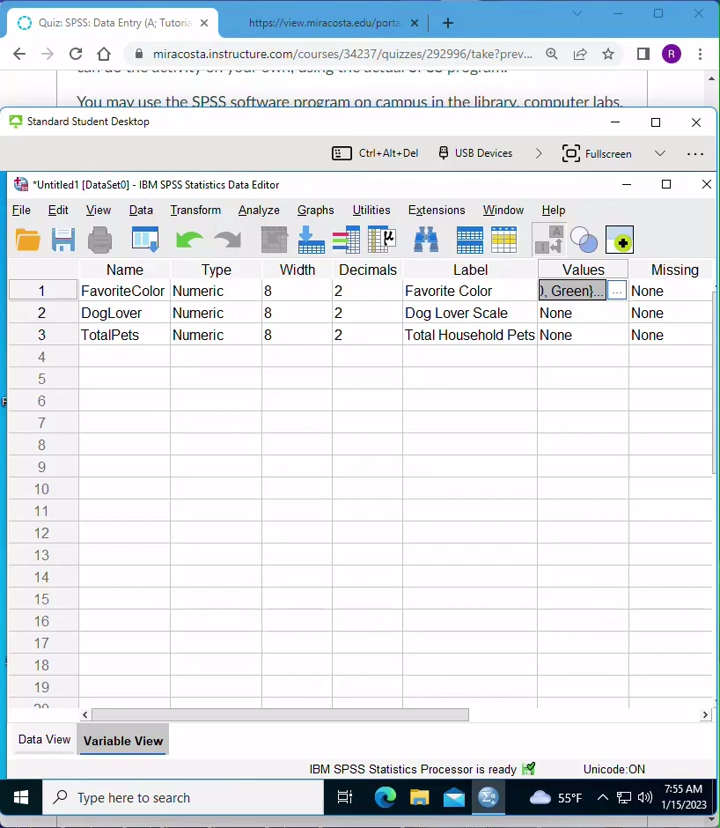 Quiz: SPSS: Data Entry (A; Tutoria
https://view.miracosta.edu/porta
miracosta.instructure.com/courses/34237/quizzes/292996/take?prev...
R
You may use the SPSS software program on campus in the library, computer labs,
Standard Student Desktop
Ctrl+Alt+Del USB Devices Fullscreen
*Untitled1 [DataSet0] - IBM SPSS Statistics Data Editor
File Edit View Data Transform Analyze Graphs Utilities Extensions Window Help
Name Type Width Decimals Label Values Missing
1 FavoriteColor Numeric 8 2 Favorite Color ), Green}... ... None
2 DogLover Numeric 8 2 Dog Lover Scale None None
3 TotalPets Numeric 8 2 Total Household Pets None None
4
5
6
7
8
9
10
11
12
13
14
15
16
17
18
19
Data View Variable View
IBM SPSS Statistics Processor is ready Unicode:ON
Type here to search 55°F 7:55 AM
1/15/2023